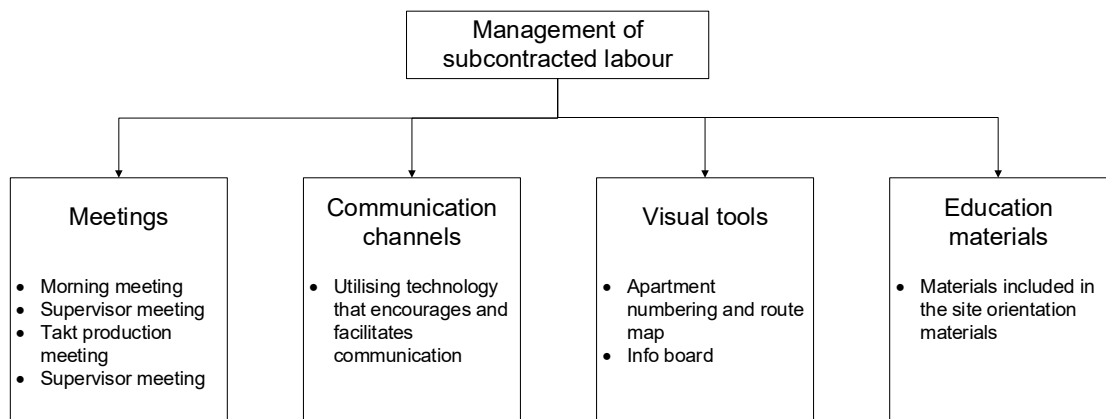 Management of
subcontracted labour
Meetings
• Morning meeting
• Supervisor meeting
• Takt production
meeting
• Supervisor meeting
Communication
channels
• Utilising technology
that encourages and
facilitates
communication
Visual tools
• Apartment
numbering and route
map
• Info board
Education
materials
• Materials included in
the site orientation
materials